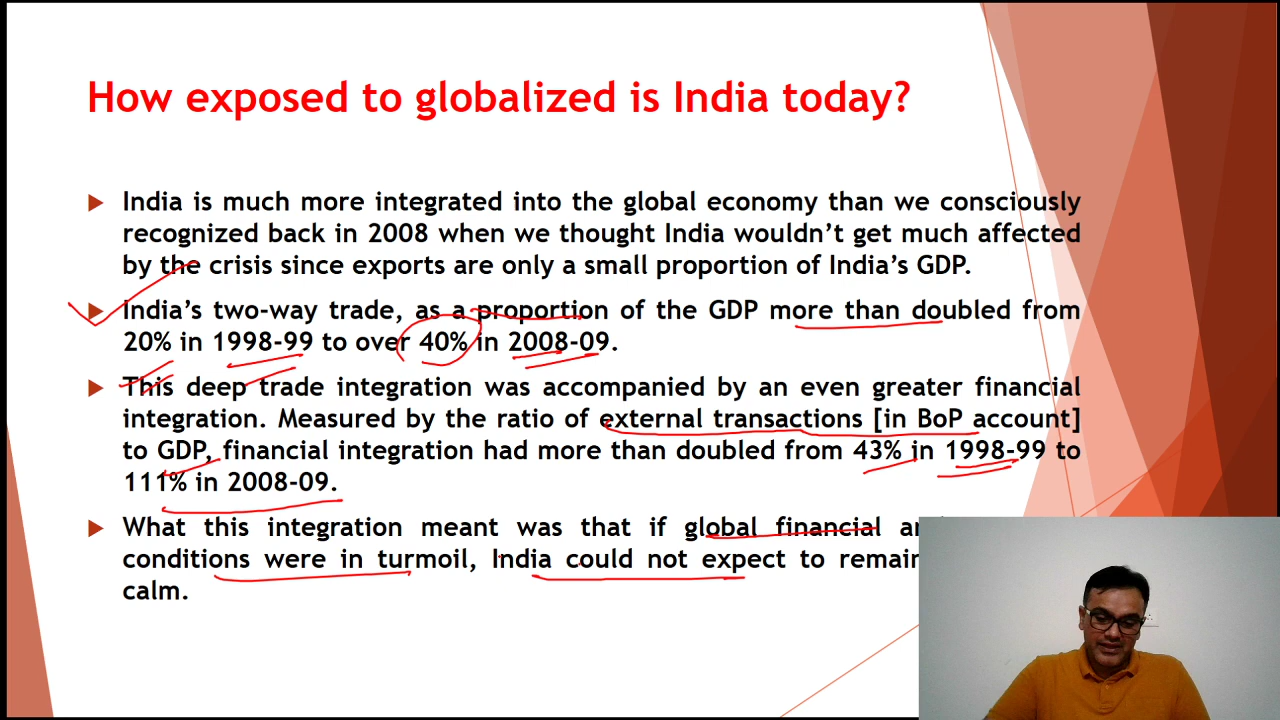 How exposed to globalized is India today?
India is much more integrated into the global economy than we consciously
recognized back in 2008 when we thought India wouldn't get much affected
by the crisis since exports are only a small proportion of India's GDP.
India's two-way trade, as a proportion of the GDP more than doubled from
20% in 1998-99 to over 40% in 2008-09.
This deep trade integration was accompanied by an even greater financial
integration. Measured by the ratio of external transactions [in BoP account]
to GDP, financial integration had more than doubled from 43% in 1998-99 to
111% in 2008-09.
What this integration meant was that if global financial
conditions were in turmoil, India could not expect to remain
calm.